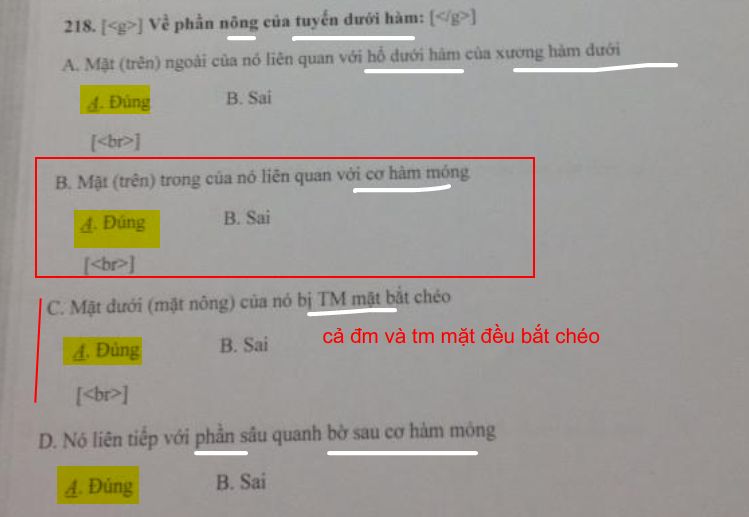 218. [<g>] Về phần nông của tuyến dưới hàm: [</g>]
A. Mặt (trên) ngoài của nó liên quan với hố dưới hàm của xương hàm dưới
A. Đúng B. Sai
[<br>]
B. Mặt (trên) trong của nó liên quan với cơ hàm móng
A. Đúng B. Sai
[<br>]
C. Mặt dưới (mặt nông) của nó bị TM mặt bắt chéo
cả đm và tm mặt đều bắt chéo
A. Đúng B. Sai
[<br>]
D. Nó liên tiếp với phần sâu quanh bờ sau cơ hàm móng
A. Đúng B. Sai